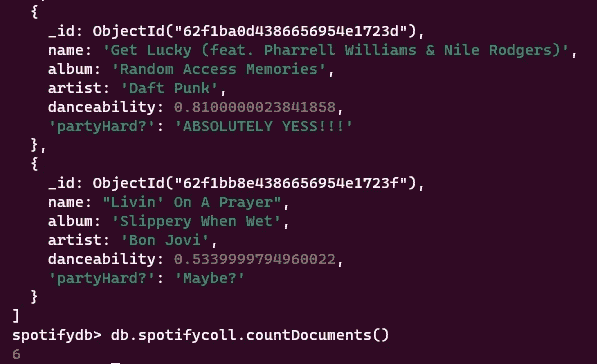 {
_id: ObjectId("62f1ba0d4386656954e1723d"),
name: 'Get Lucky (feat. Pharrell Williams & Nile Rodgers)',
album: 'Random Access Memories',
artist: 'Daft Punk',
danceability: 0.8100000023841858,
'partyHard?': 'ABSOLUTELY YESS!!!'
},
{
_id: ObjectId("62f1bb8e4386656954e1723f"),
name: "Livin' On A Prayer",
album: 'Slippery When Wet',
artist: 'Bon Jovi',
danceability: 0.5339999794960022,
'partyHard?': 'Maybe?'
}
]
spotifydb> db.spotifycoll.countDocuments()
6